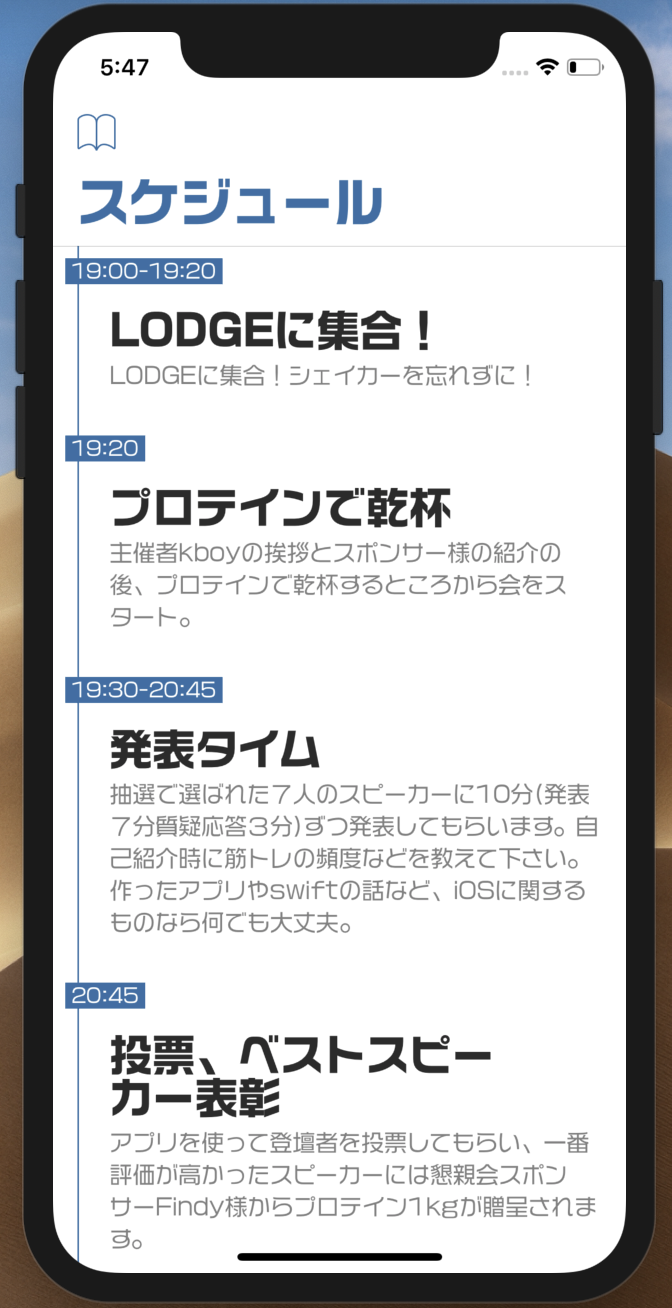 5:47
スケジュール
19:00-19:20
LODGEに集合！
LODGEに集合！シェイカーを忘れずに！
19:20
プロテインで乾杯
主催者kboyの挨拶とスポンサー様の紹介の
後、プロテインで乾杯するところから会をス
タート。
19:30-20:45
発表タイム
抽選で選ばれた７人のスピーカーに10分(発表
７分質疑応答３分)ずつ発表してもらいます。自
己紹介時に筋トレの頻度などを教えて下さい。
作ったアプリやswiftの話など、iOSに関する
ものなら何でも大丈夫。
20:45
投票、ベストスピー
カー表彰
アプリを使って登壇者を投票してもらい、一番
評価が高かったスピーカーには懇親会スポン
サーFindy様からプロテイン1kgが贈呈されま
す。